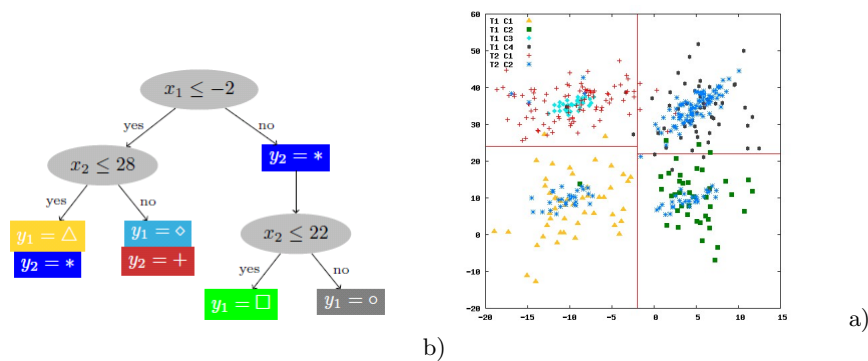 x₁ ≤ −2
yes
no
x₂ ≤ 28
y₂ = *
yes
no
y₁ = △
y₂ = *
y₁ = ◇
y₂ = +
x₂ ≤ 22
yes
no
y₁ = □
y₁ = ○
b)
60
50
40
30
20
10
0
-10
-20
T1 C1
T1 C2
T1 C3
T1 C4
T2 C1
T2 C2
-20 -15 -10 -5 0 5 10 15
a)